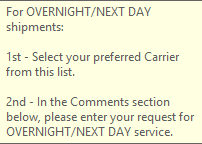 For OVERNIGHT/NEXT DAY
shipments:

1st - Select your preferred Carrier
from this list.

2nd - In the Comments section
below, please enter your request for
OVERNIGHT/NEXT DAY service.